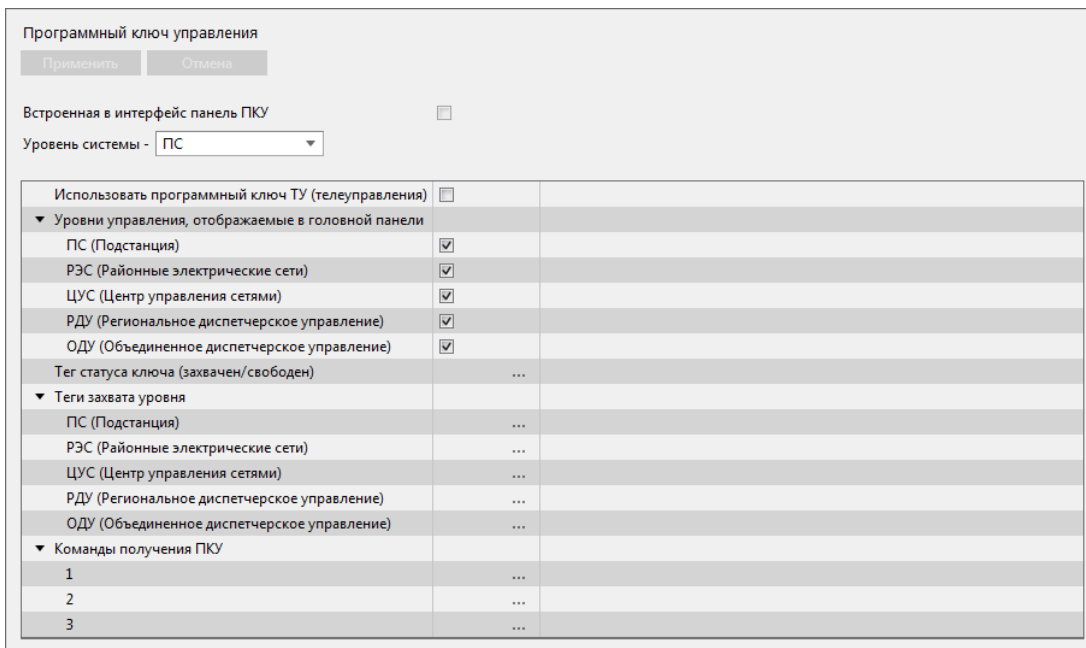 Программный ключ управления
Применить Отмена
Встроенная в интерфейс панель ПКУ
Уровень системы - ПС
Использовать программный ключ ТУ (телеуправления)
Уровни управления, отображаемые в головной панели
ПС (Подстанция)
РЭС (Районные электрические сети)
ЦУС (Центр управления сетями)
РДУ (Региональное диспетчерское управление)
ОДУ (Объединенное диспетчерское управление)
Тег статуса ключа (захвачен/свободен) ...
Теги захвата уровня
ПС (Подстанция) ...
РЭС (Районные электрические сети) ...
ЦУС (Центр управления сетями) ...
РДУ (Региональное диспетчерское управление) ...
ОДУ (Объединенное диспетчерское управление) ...
Команды получения ПКУ
1 ...
2 ...
3 ...